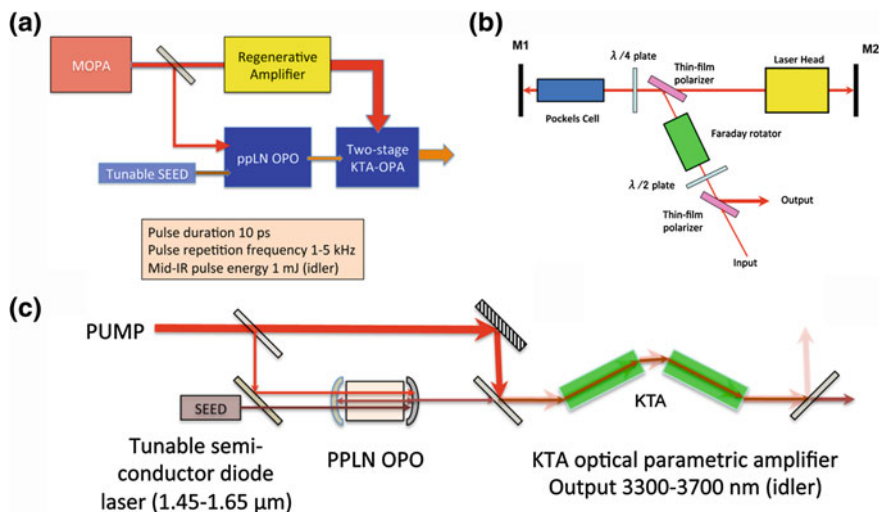 (a)
MOPA
Regenerative
Amplifier
ppLN OPO
Two-stage
KTA-OPA
Tunable SEED
Pulse duration 10 ps
Pulse repetition frequency 1-5 kHz
Mid-IR pulse energy 1 mJ (idler)
(b)
M1
λ/4 plate
Thin-film
polarizer
Laser Head
M2
Pockels Cell
Faraday rotator
λ/2 plate
Thin-film
polarizer
Output
Input
(c)
PUMP
SEED
KTA
Tunable semi-
conductor diode
laser (1.45-1.65 μm)
PPLN OPO
KTA optical parametric amplifier
Output 3300-3700 nm (idler)